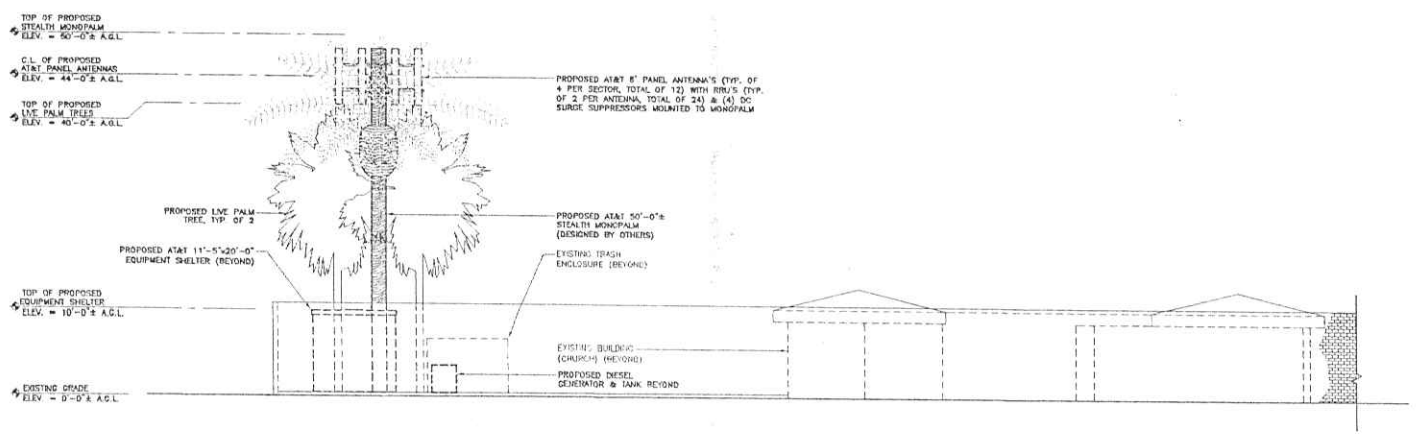 TOP OF PROPOSED
STEALTH MONOPALM
ELEV. = 50'-0"± A.G.L.
C.L. OF PROPOSED
AT&T PANEL ANTENNAS
ELEV. = 44'-0"± A.G.L.
TOP OF PROPOSED
LIVE PALM TREES
ELEV. = 40'-0"± A.G.L.
PROPOSED AT&T 8' PANEL ANTENNA'S (TYP. OF
4 PER SECTOR, TOTAL OF 12) WITH RRU'S (TYP.
OF 2 PER ANTENNA, TOTAL OF 24) & (4) DC
SURGE SUPPRESSORS MOUNTED TO MONOPALM
PROPOSED LIVE PALM
TREE, TYP OF 2
PROPOSED AT&T 50'-0"±
STEALTH MONOPALM
(DESIGNED BY OTHERS)
PROPOSED AT&T 11'-5"x20'-0"
EQUIPMENT SHELTER (BEYOND)
EXISTING TRASH
ENCLOSURE (BEYOND)
TOP OF PROPOSED
EQUIPMENT SHELTER
ELEV. = 10'-0"± A.G.L.
EXISTING BUILDING
(CHURCH) (BEYOND)
PROPOSED DIESEL
GENERATOR & TANK BEYOND
EXISTING GRADE
ELEV. = 0'-0"± A.G.L.